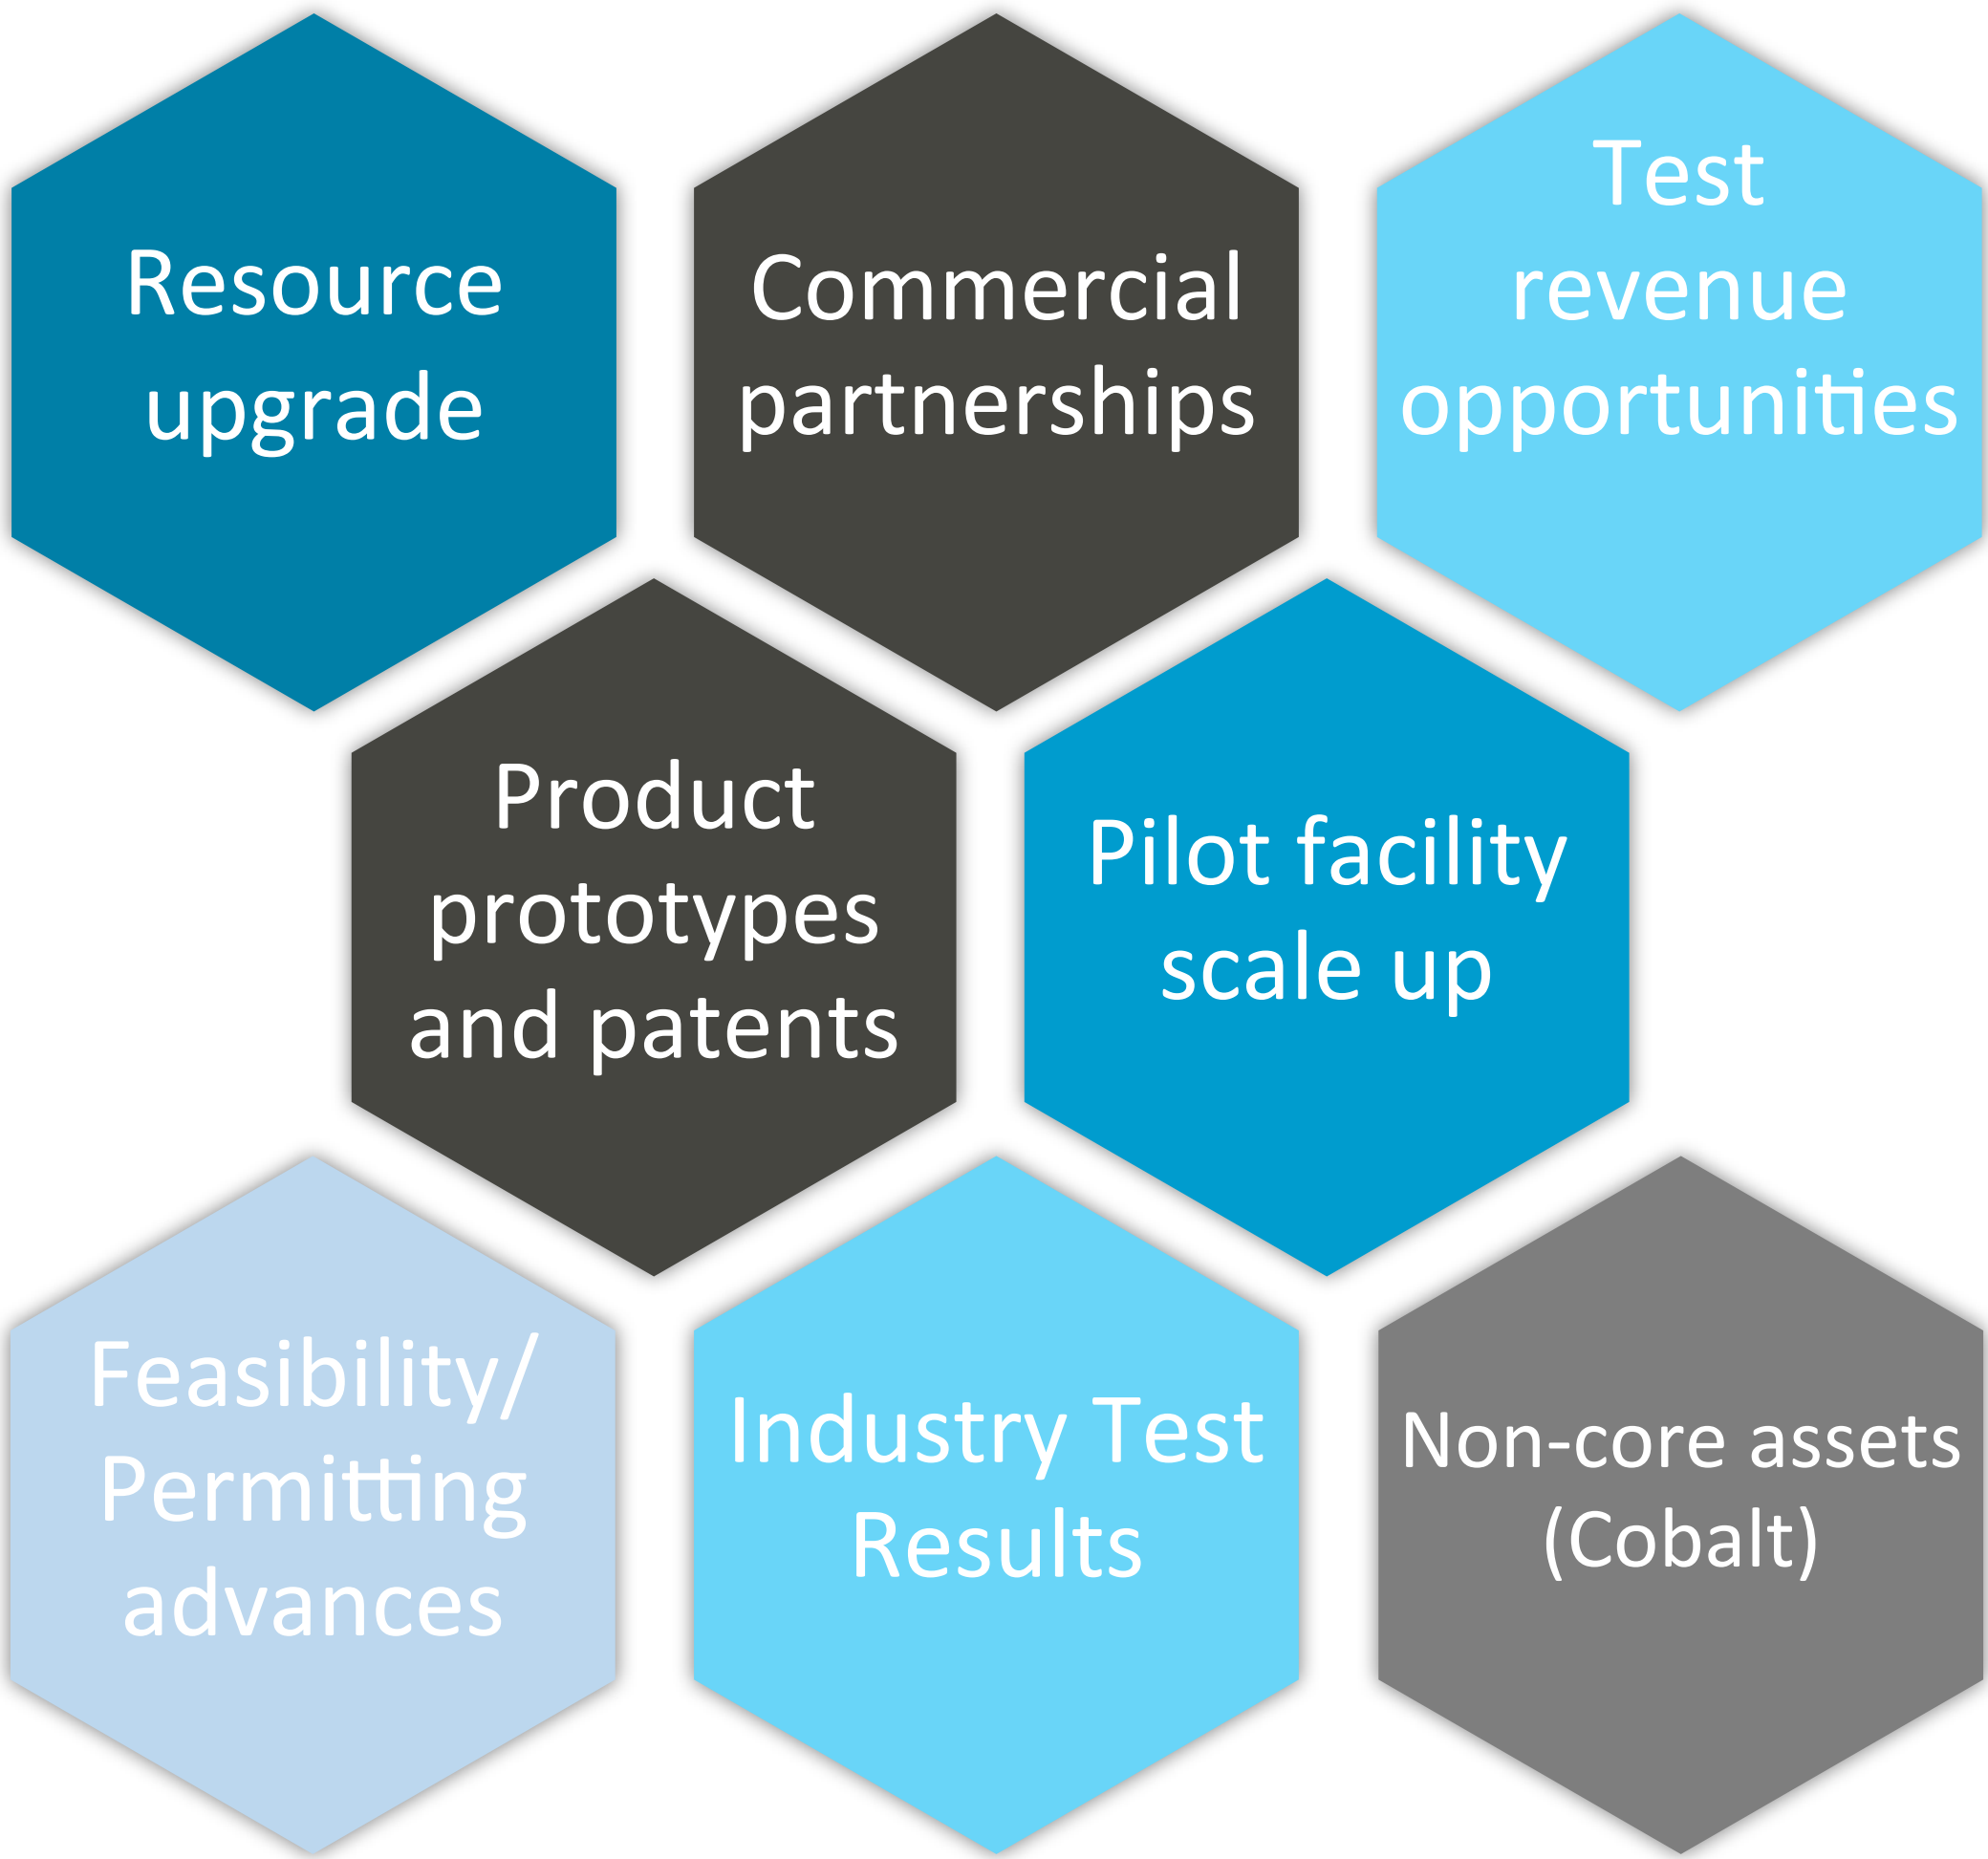 Resource
upgrade
Commercial
partnerships
Test
revenue
opportunities
Product
prototypes
and patents
Pilot facility
scale up
Feasibility/
Permitting
advances
Industry Test
Results
Non-core assets
(Cobalt)